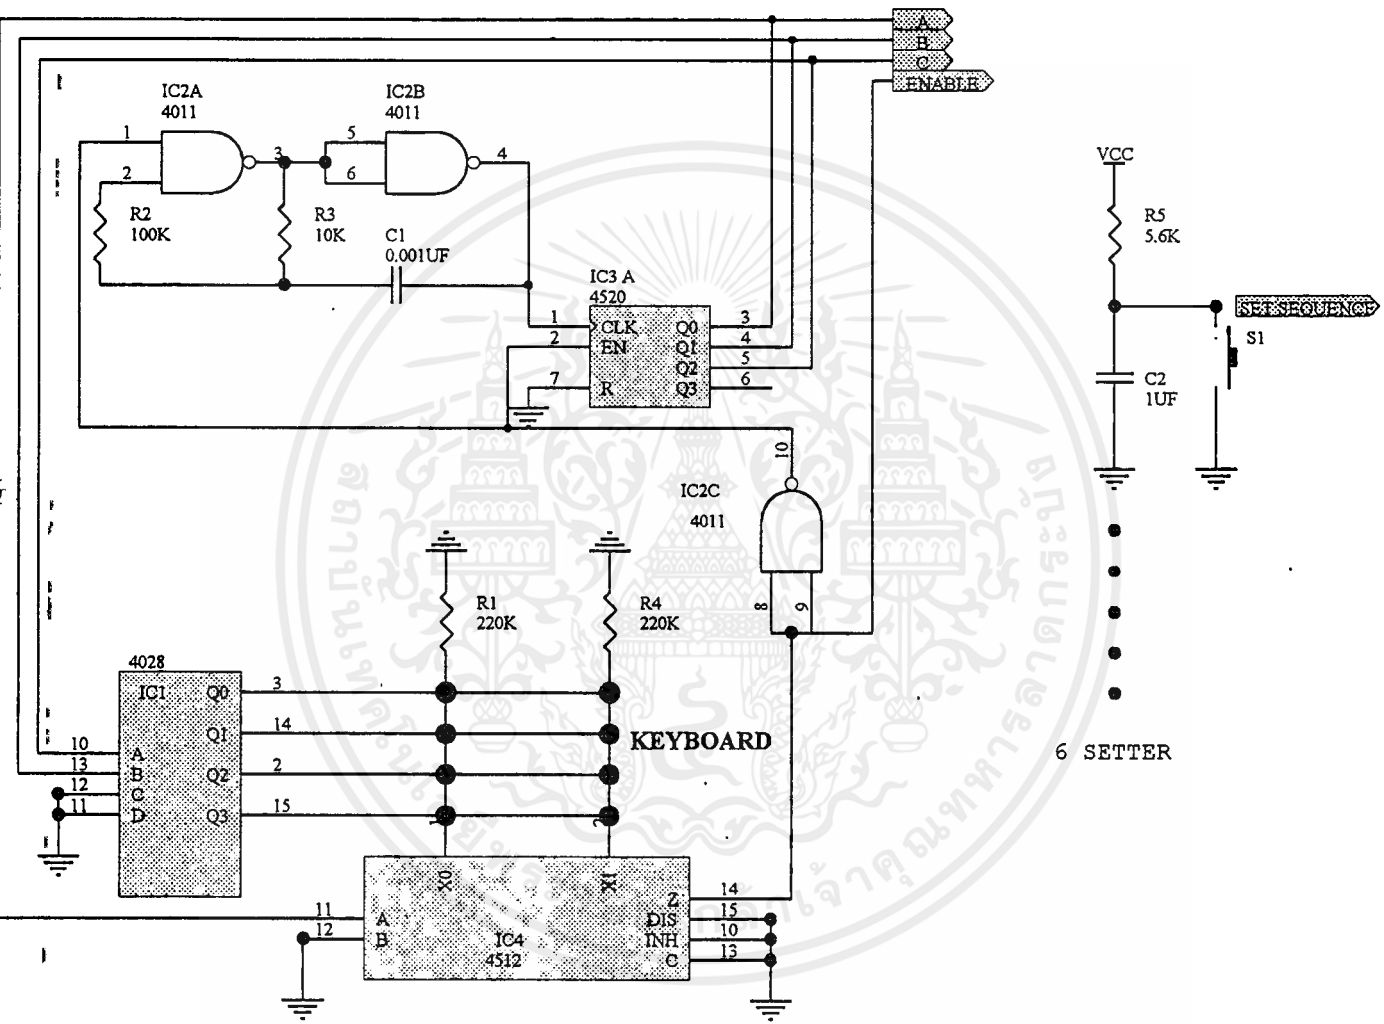 A
B
C
ENABLE
IC2A
4011
1
2
3
IC2B
4011
5
6
4
R2
100K
R3
10K
C1
0.001UF
IC3 A
4520
1
CLK
2
EN
7
R
Q0
3
Q1
4
Q2
5
Q3
6
VCC
R5
5.6K
SET SEQUENCE
S1
C2
1UF
10
IC2C
4011
8
9
R1
220K
R4
220K
4028
IC1
Q0
3
Q1
14
Q2
2
Q3
15
10
A
13
B
12
C
11
D
KEYBOARD
6 SETTER
1
2
X0
X1
11
A
12
B
IC4
4512
Z
14
DIS
15
INH
10
C
13